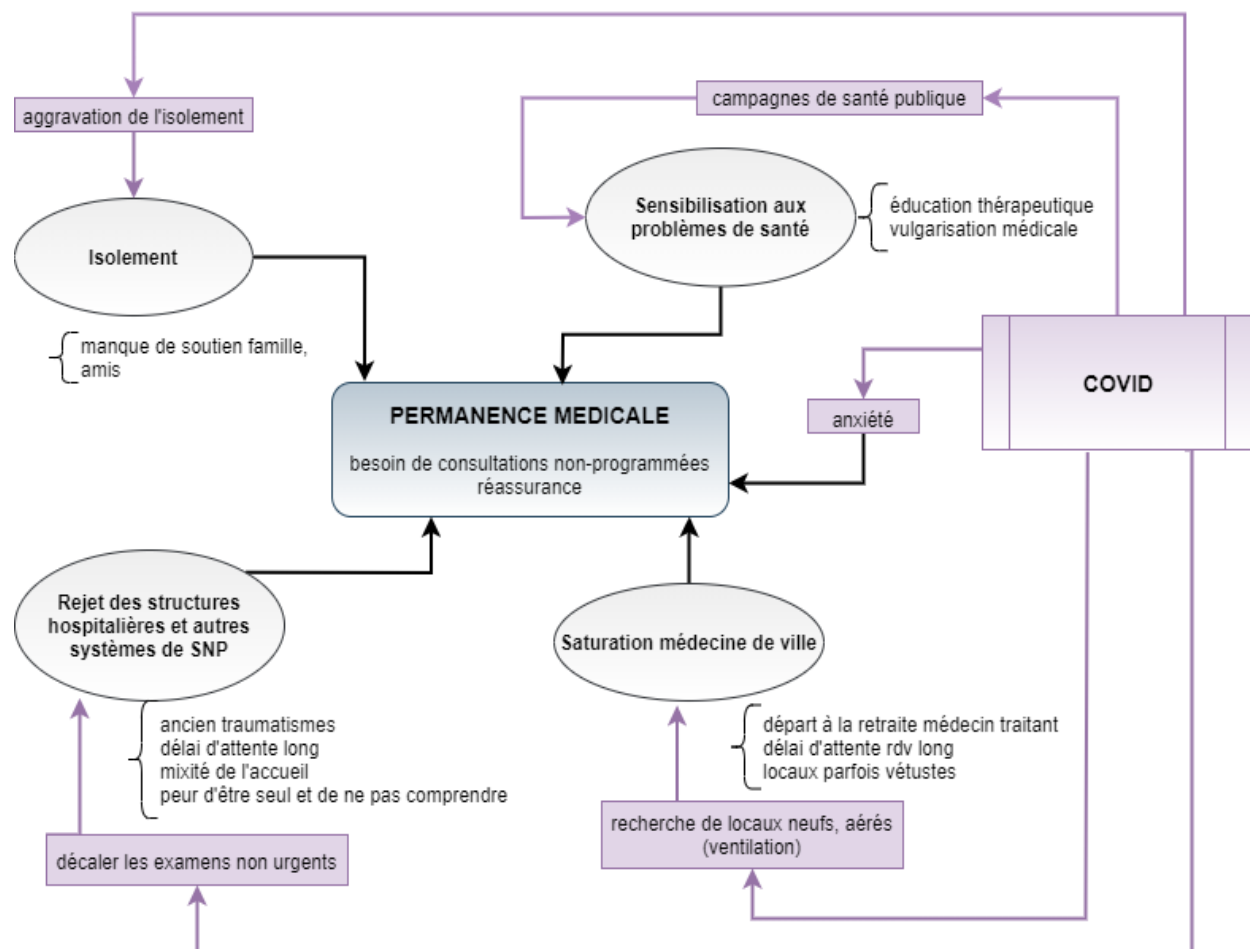 aggravation de l'isolement
campagnes de santé publique
Sensibilisation aux
problèmes de santé
éducation thérapeutique
vulgarisation médicale
Isolement
manque de soutien famille,
amis
COVID
anxiété
PERMANENCE MEDICALE
besoin de consultations non-programmées
réassurance
Rejet des structures
hospitalières et autres
systèmes de SNP
Saturation médecine de ville
ancien traumatismes
délai d'attente long
mixité de l'accueil
peur d'être seul et de ne pas comprendre
départ à la retraite médecin traitant
délai d'attente rdv long
locaux parfois vétustes
recherche de locaux neufs, aérés
(ventilation)
décaler les examens non urgents